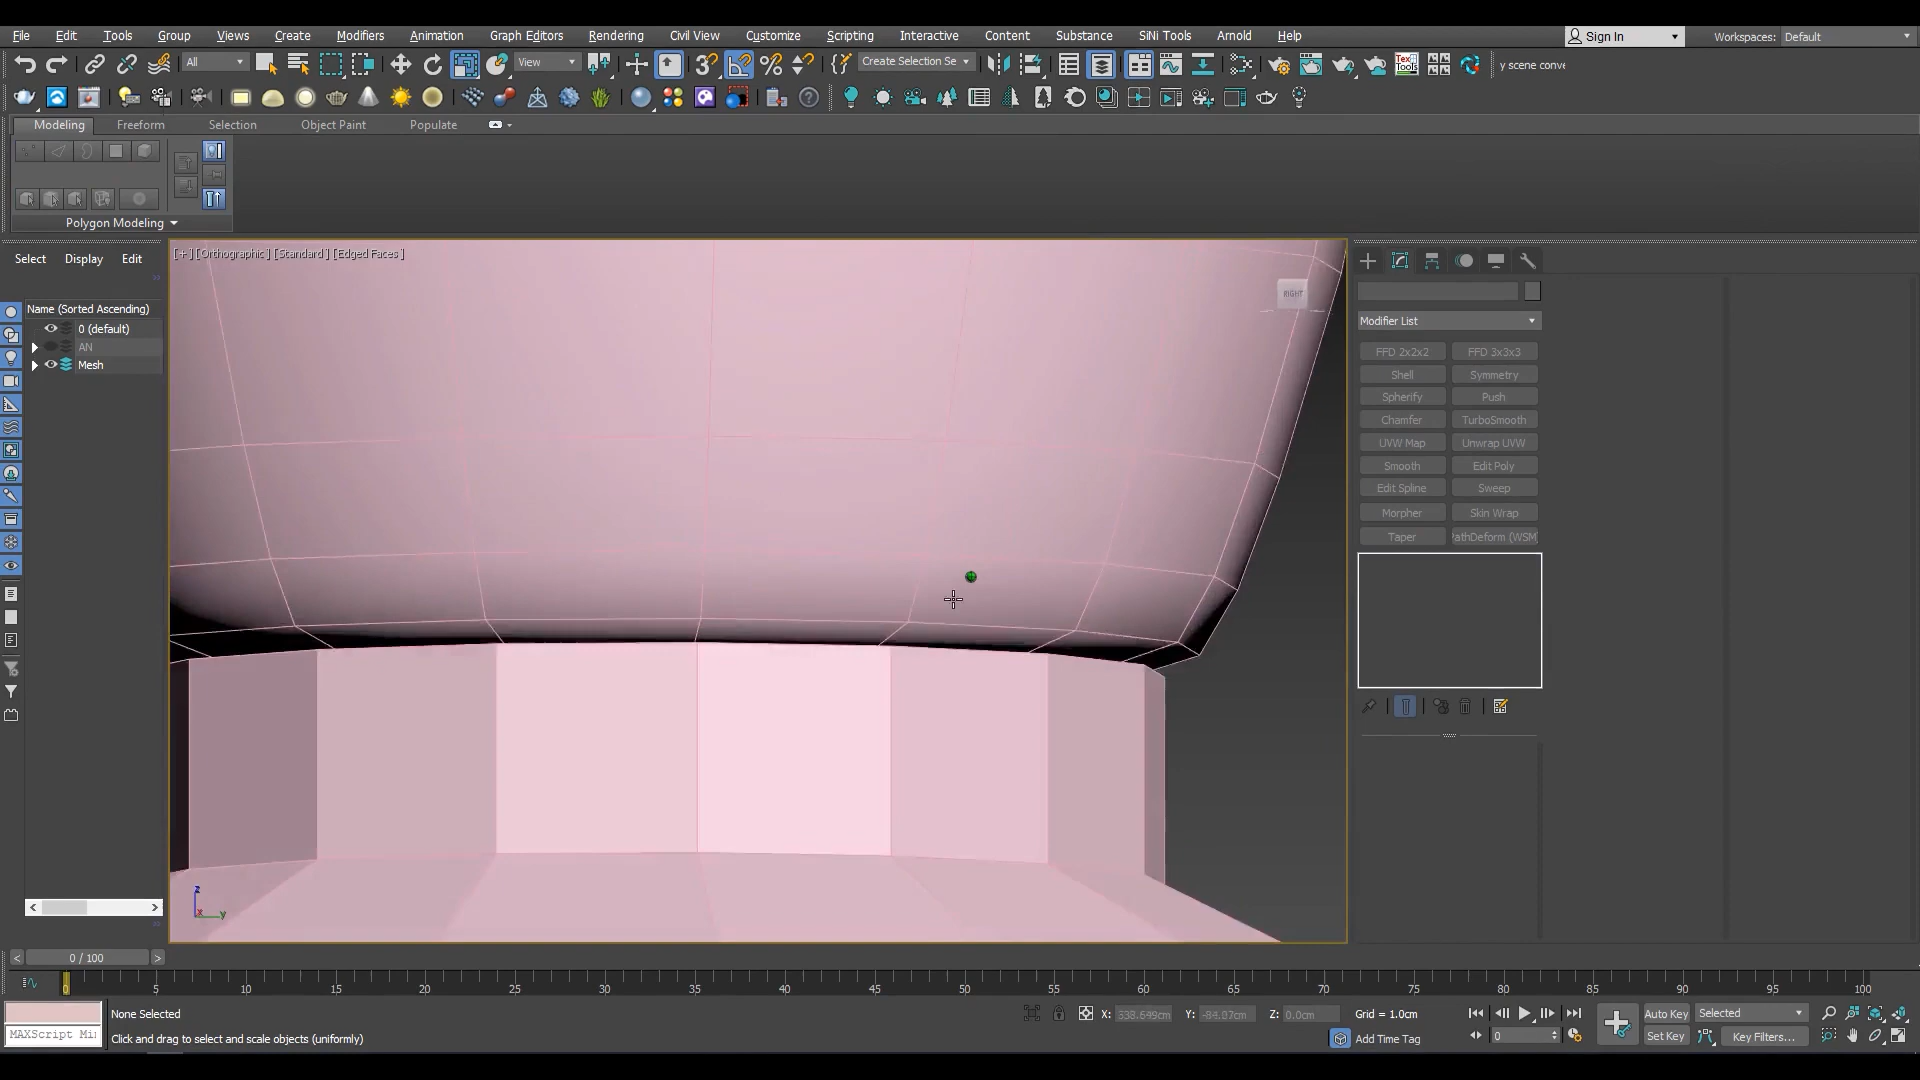 File Edit Tools Group Views Create Modifiers Animation Graph Editors Rendering Civil View Customize Scripting Interactive Content Substance SiNi Tools Arnold Help Sign In Workspaces: Default
All View Create Selection Se y scene conve
Modeling Freeform Selection Object Paint Populate
Polygon Modeling
Select Display Edit
[+] [Orthographic] [Standard] [Edged Faces]
RIGHT
Name (Sorted Ascending)
0 (default)
AN
Mesh
Modifier List
FFD 2x2x2 FFD 3x3x3
Shell Symmetry
Spherify Push
Chamfer TurboSmooth
UVW Map Unwrap UVW
Smooth Edit Poly
Edit Spline Sweep
Morpher Skin Wrap
Taper PathDeform (WSM)
z
x y
< 0 / 100 >
0 5 10 15 20 25 30 35 40 45 50 55 60 65 70 75 80 85 90 95 100
None Selected X: 338.649cm Y: -84.07cm Z: 0.0cm Grid = 1.0cm Auto Key Selected
MAXScript Mi Click and drag to select and scale objects (uniformly) Add Time Tag 0 Set Key Key Filters...